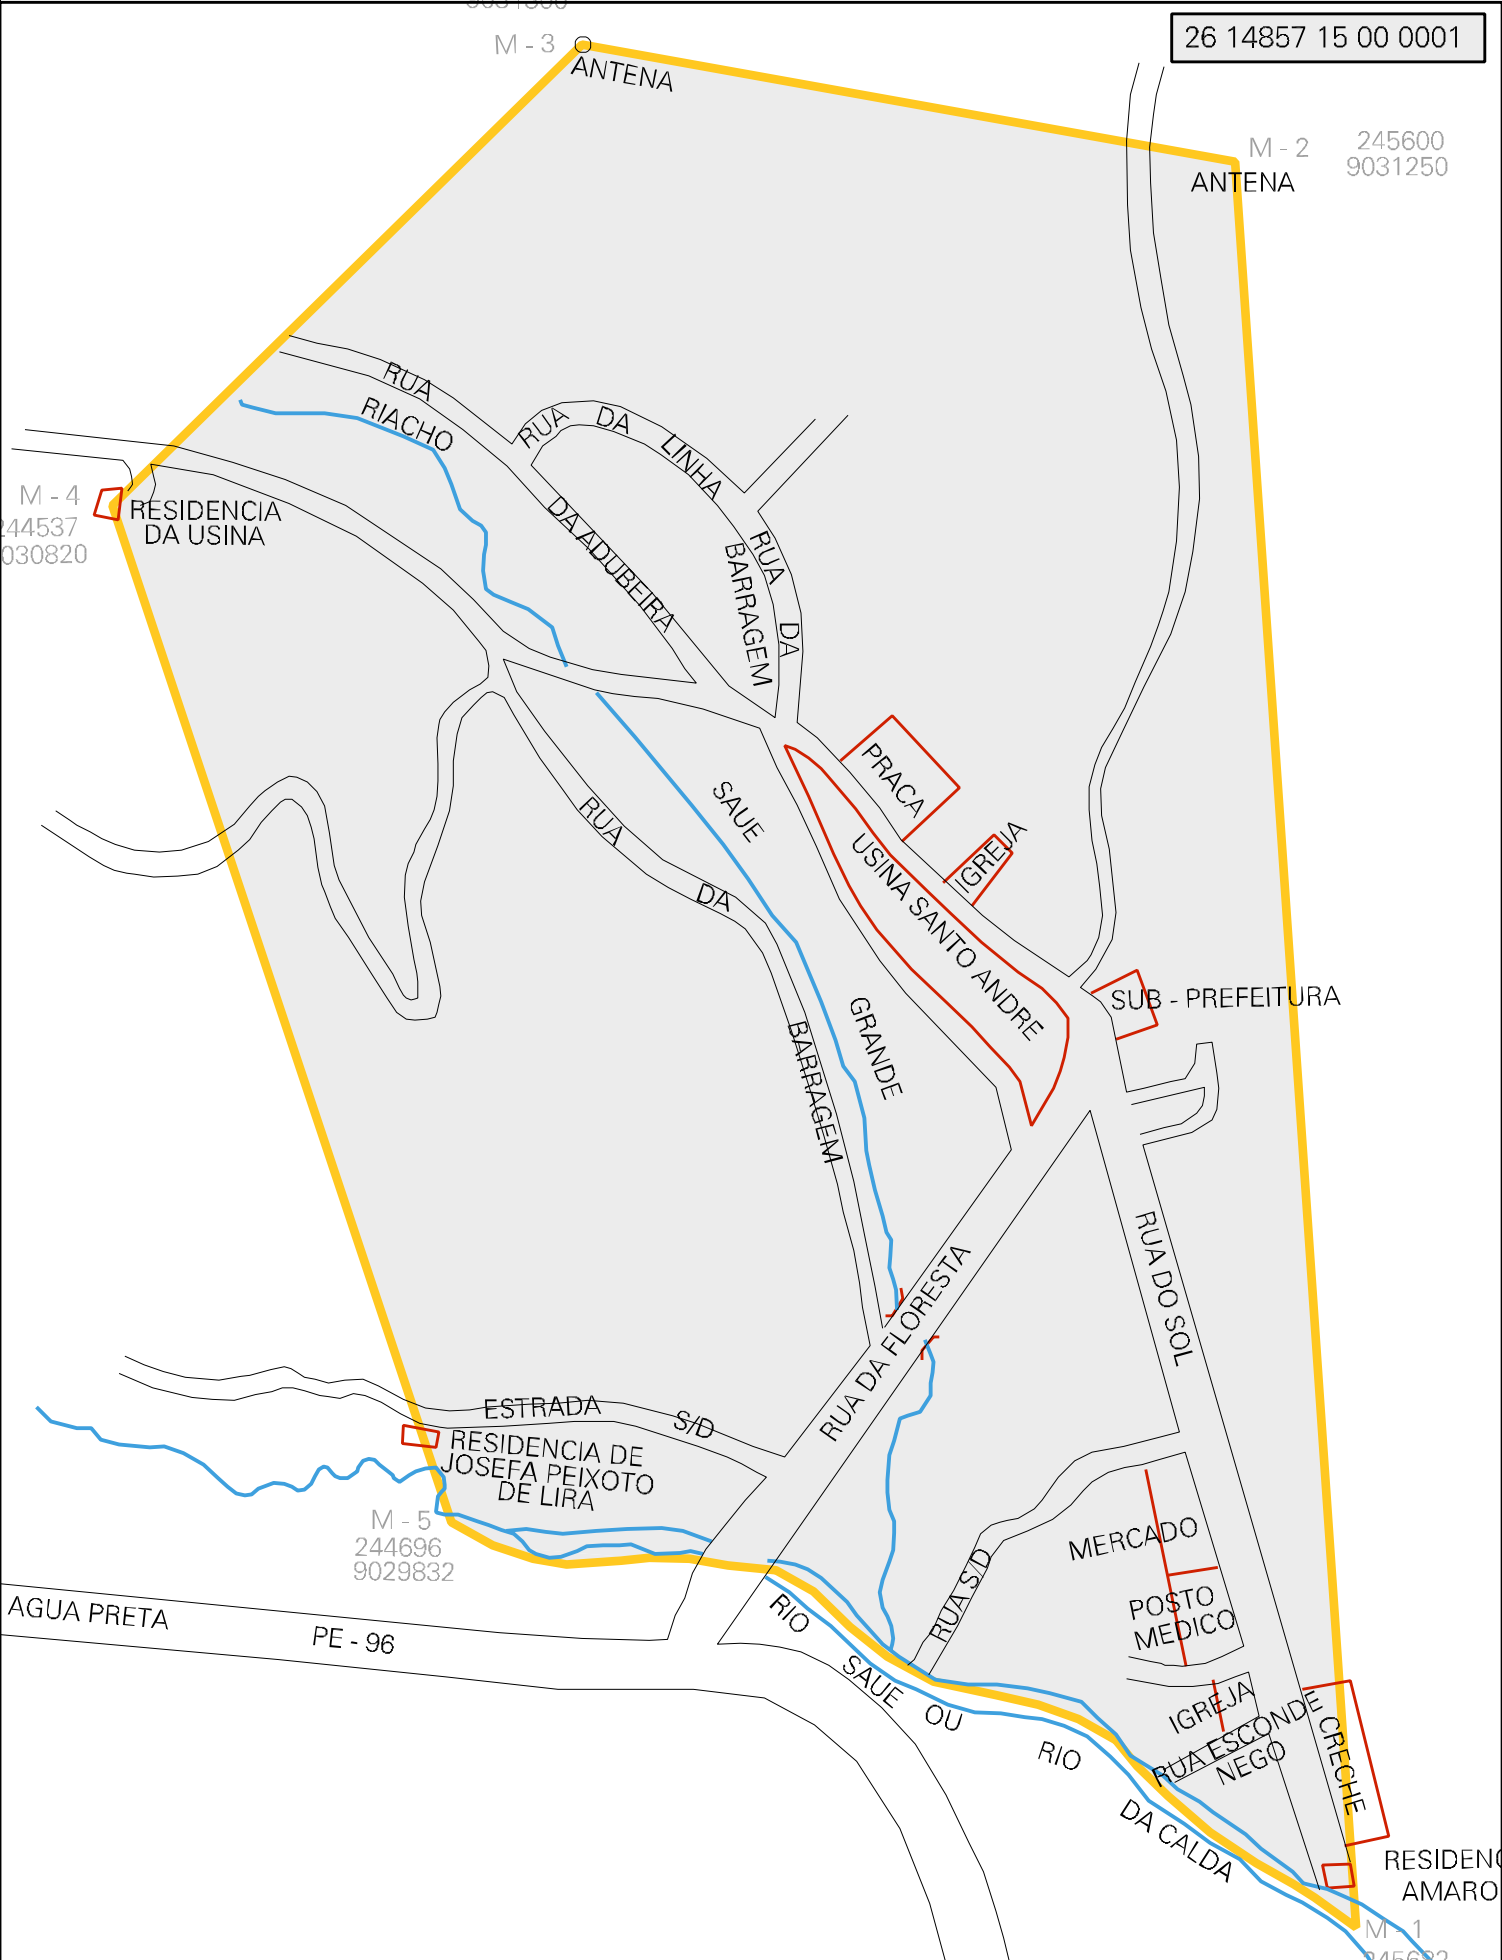 26 14857 15 00 0001
M - 3
ANTENA
M - 2
245600
9031250
ANTENA
RUA
RIACHO
RUA
DA
LINHA
M - 4
244537
030820
RESIDENCIA
DA USINA
DA ADUBEIRA
RUA
DA
BARRAGEM
PRACA
SAUE
RUA
DA
IGREJA
USINA SANTO ANDRE
SUB - PREFEITURA
GRANDE
BARRAGEM
RUA DO SOL
RUA DA FLORESTA
ESTRADA
S/D
RESIDENCIA DE
JOSEFA PEIXOTO
DE LIRA
M - 5
244696
9029832
MERCADO
RUA S/D
POSTO
MEDICO
AGUA PRETA
PE - 96
RIO
SAUE
OU
RIO
DA CALDA
IGREJA
RUA ESCONDE
NEGO
CRECHE
AMARO
M - 1